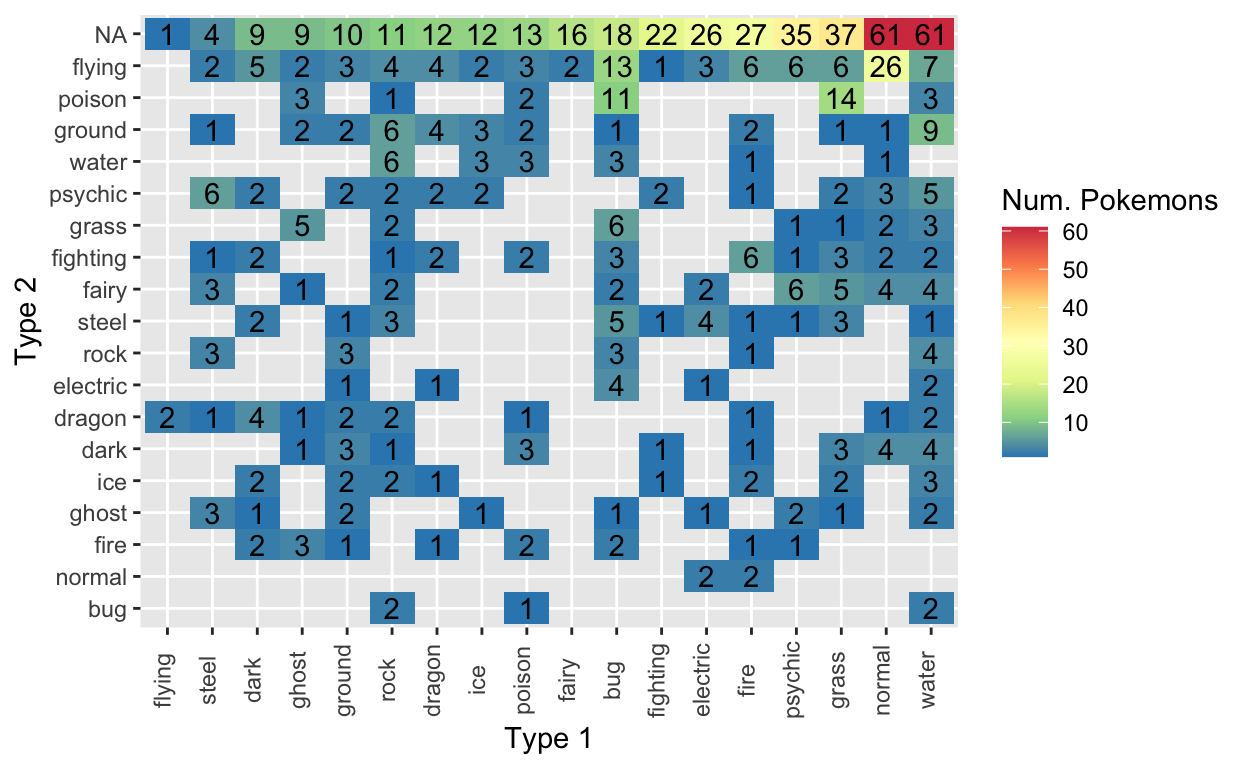 NA 1 4 9 9 10 11 12 12 13 16 18 22 26 27 35 37 61 61
flying 2 5 2 3 4 4 2 3 2 13 1 3 6 6 6 26 7
poison 3 1 2 11 14 3
ground 1 2 2 6 4 3 2 1 2 1 1 9
water 6 3 3 3 1 1
psychic 6 2 2 2 2 2 2 1 2 3 5
grass 5 2 6 1 1 2 3
fighting 1 2 1 2 2 3 6 1 3 2 2
fairy 3 1 2 2 2 6 5 4 4
steel 2 1 3 5 1 4 1 1 3 1
rock 3 3 3 1 4
electric 1 1 4 1 2
dragon 2 1 4 1 2 2 1 1 1 2
dark 1 3 1 3 1 1 3 4 4
ice 2 2 2 1 1 2 2 3
ghost 3 1 2 1 1 1 2 1 2
fire 2 3 1 1 2 2 1 1
normal 2 2
bug 2 1 2
flying steel dark ghost ground rock dragon ice poison fairy bug fighting electric fire psychic grass normal water
Type 1
Type 2
Num. Pokemons
60
50
40
30
20
10